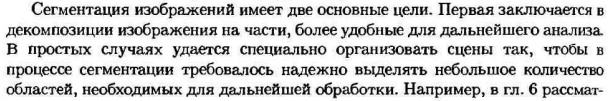 Сегментация изображений имеет две основные цели. Первая заключается в
декомпозиции изображения на части, более удобные для дальнейшего анализа.
В простых случаях удается специально организовать сцены так, чтобы в
процессе сегментации требовалось надежно выделять небольшое количество
областей, необходимых для дальнейшей обработки. Например, в гл. 6 рассмат-